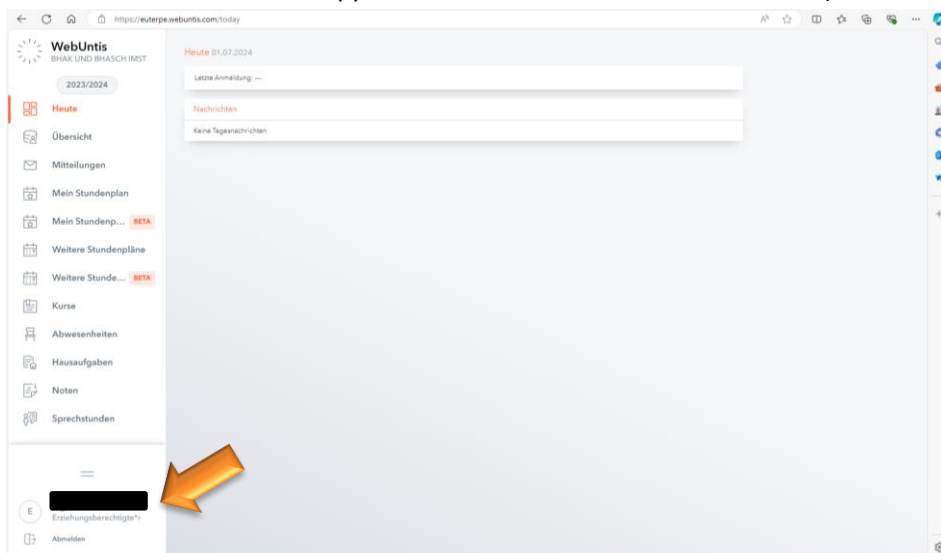 https://euterpe.webuntis.com/today
WebUntis
BHAK UND BHASCH IMST
2023/2024
Heute
Übersicht
Mitteilungen
Mein Stundenplan
Mein Stundenp... BETA
Weitere Stundenpläne
Weitere Stunde... BETA
Kurse
Abwesenheiten
Hausaufgaben
Noten
Sprechstunden
E
Erziehungsberechtigte*r
Abmelden
Heute 01.07.2024
Letzte Anmeldung: ---
Nachrichten
Keine Tagesnachrichten